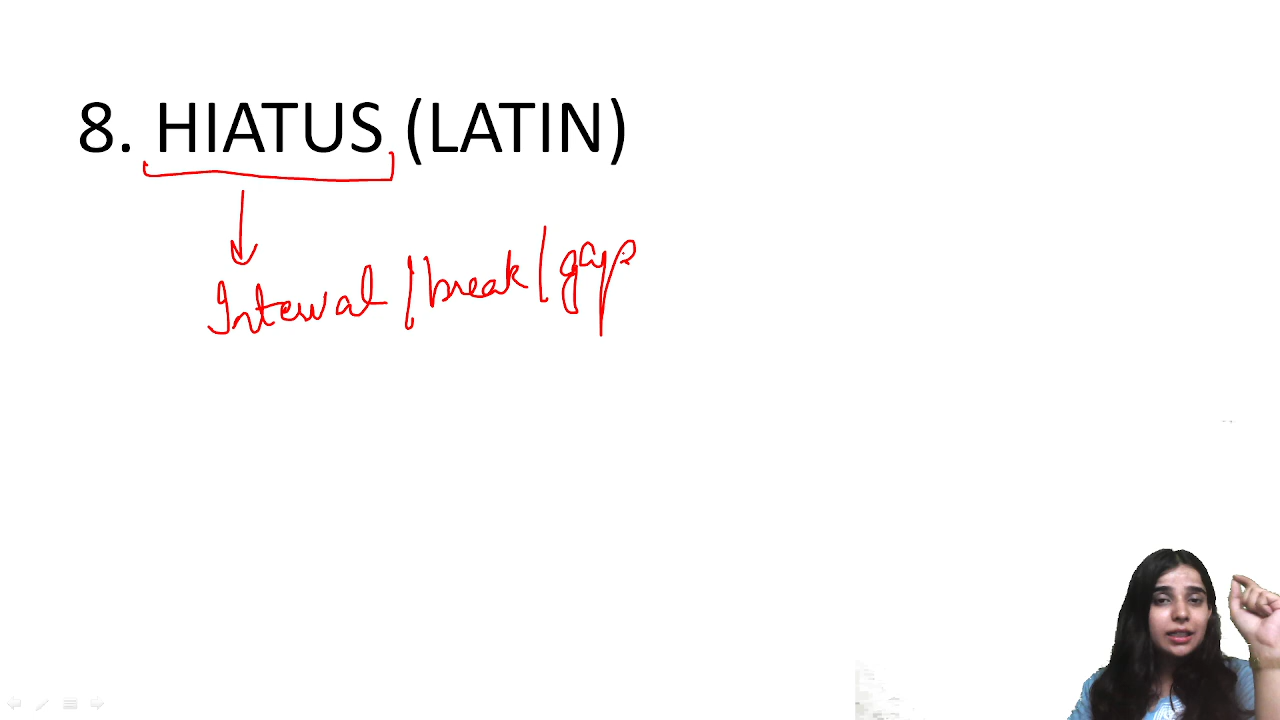 8. HIATUS (LATIN)
Interval / break / gap